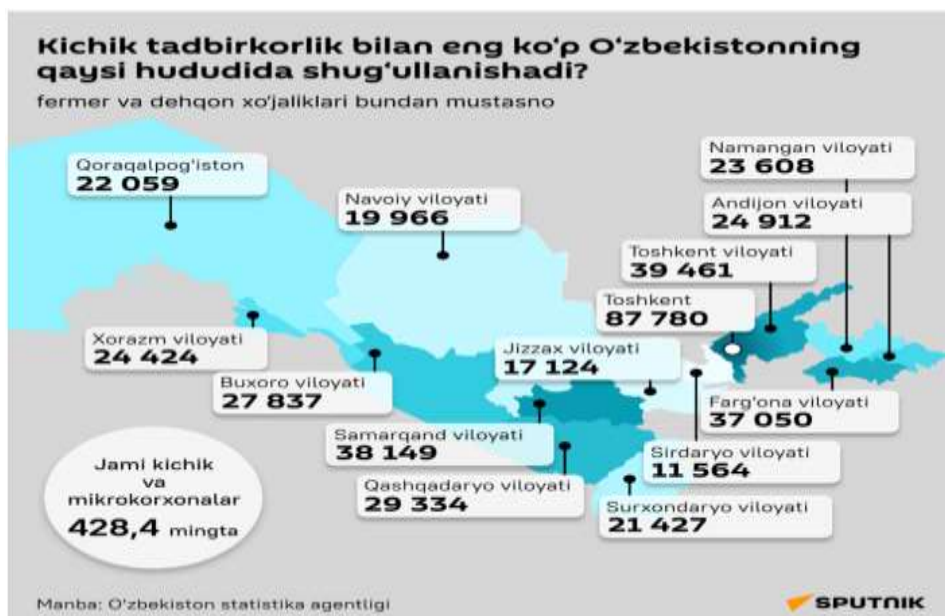 Kichik tadbirkorlik bilan eng ko‘p O‘zbekistonning
qaysi hududida shug‘ullanishadi?
fermer va dehqon xo‘jaliklari bundan mustasno
Namangan viloyati
23 608
Qoraqalpog‘iston
22 059
Navoiy viloyati
19 966
Andijon viloyati
24 912
Toshkent viloyati
39 461
Toshkent
87 780
Xorazm viloyati
24 424
Jizzax viloyati
17 124
Buxoro viloyati
27 837
Farg‘ona viloyati
37 050
Samarqand viloyati
38 149
Sirdaryo viloyati
11 564
Qashqadaryo viloyati
29 334
Surxondaryo viloyati
21 427
Jami kichik
va
mikrokorxonalar
428,4 mingta
Manba: O‘zbekiston statistika agentligi
SPUTNIK